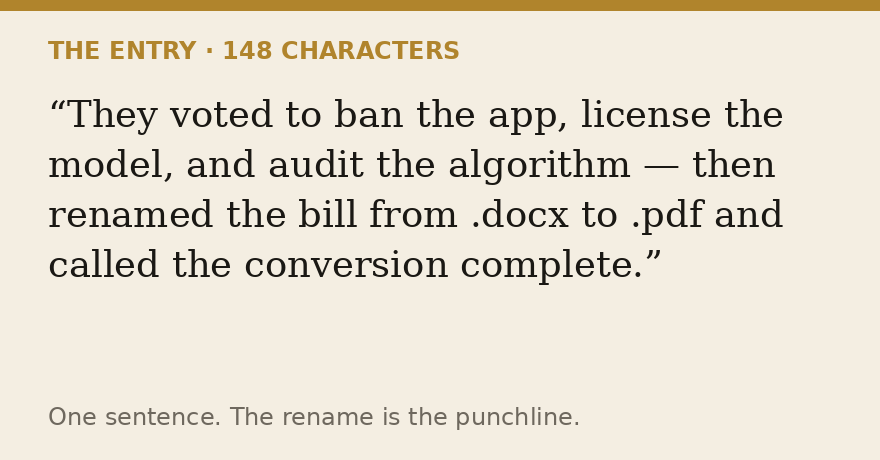 THE ENTRY · 148 CHARACTERS
“They voted to ban the app, license the
model, and audit the algorithm — then
renamed the bill from .docx to .pdf and
called the conversion complete.”
One sentence. The rename is the punchline.